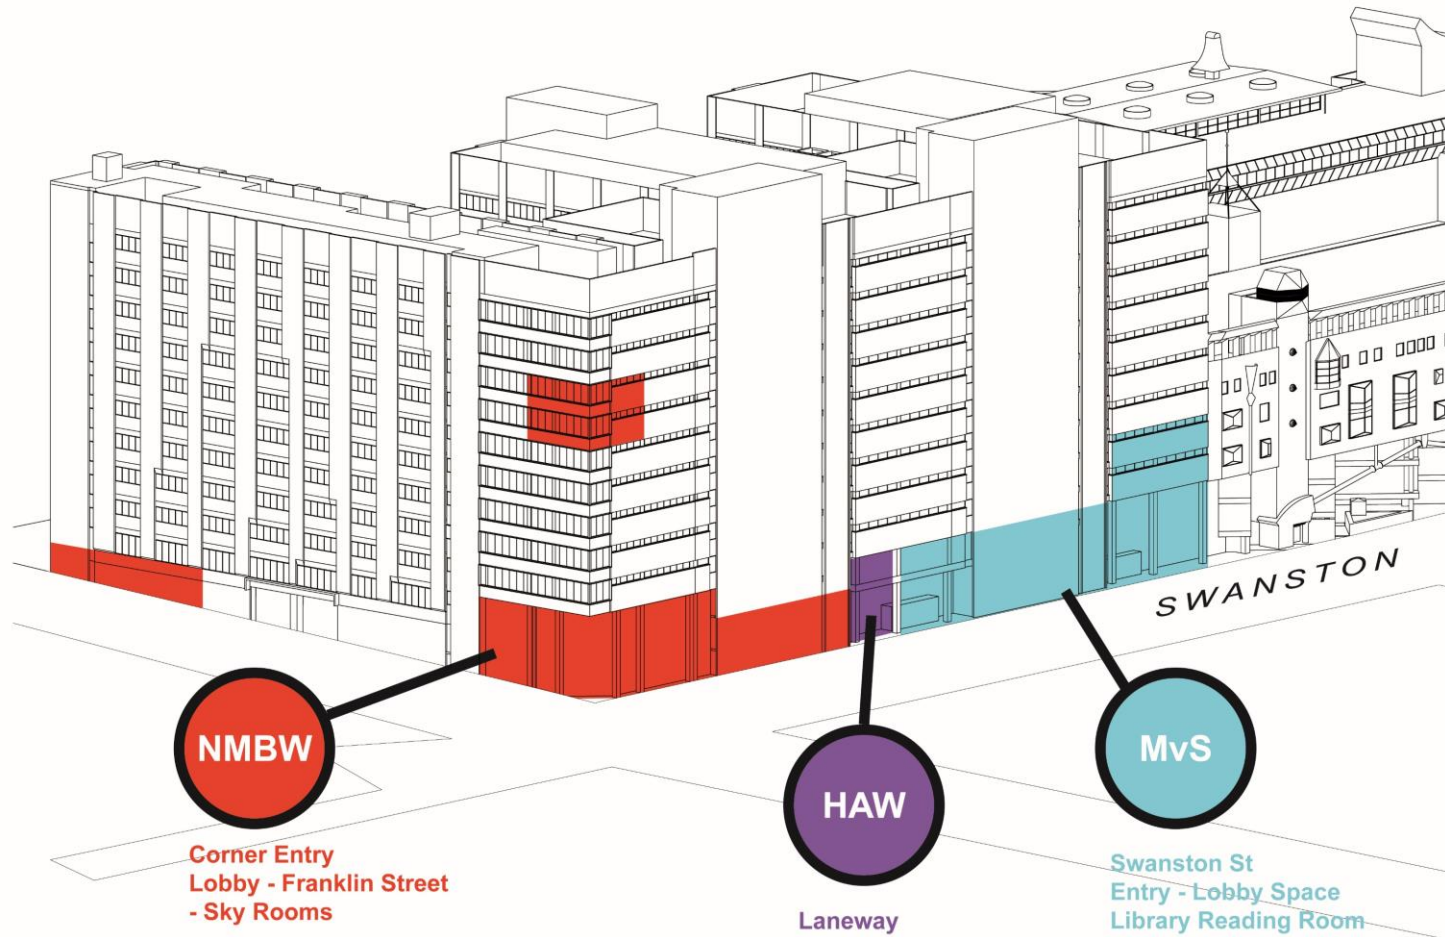 SWANSTON
NMBW
Corner Entry
Lobby - Franklin Street
- Sky Rooms
HAW
Laneway
MvS
Swanston St
Entry - Lobby Space
Library Reading Room